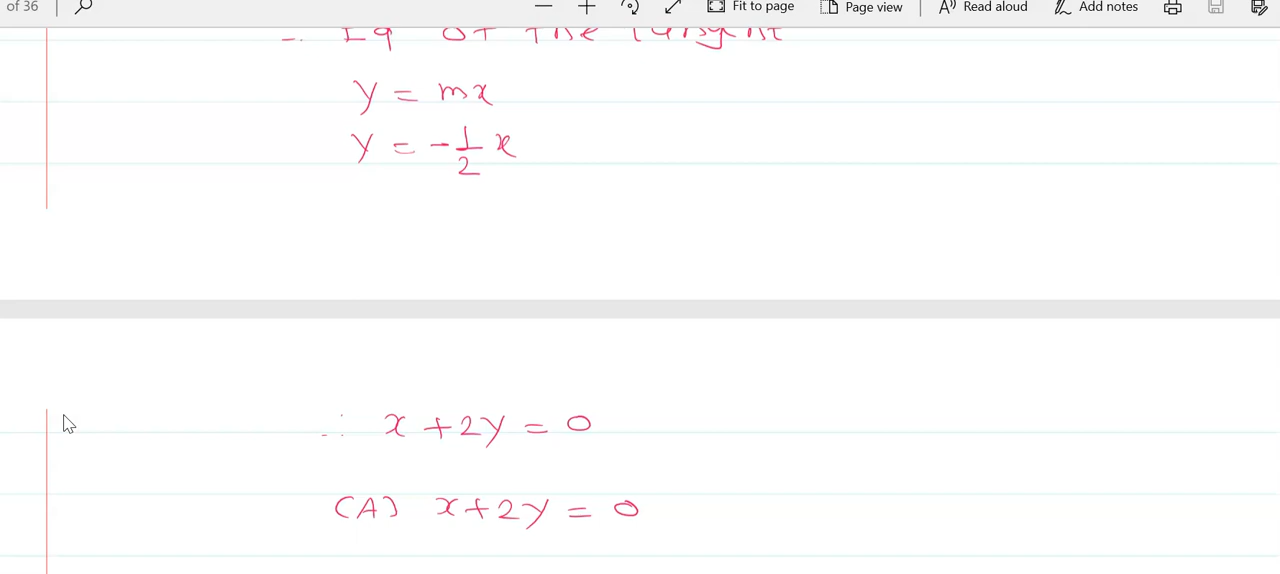 of 36 Fit to page Page view Read aloud Add notes
∴ Eq of the tangent
y = mx
y = -1/2 x
∴ x + 2y = 0
(A) x + 2y = 0